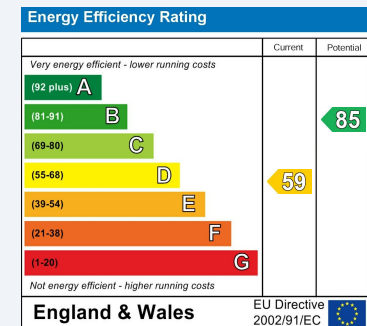 Energy Efficiency Rating
Current Potential
Very energy efficient - lower running costs
(92 plus) A
(81-91) B
85
(69-80) C
(55-68) D
59
(39-54) E
(21-38) F
(1-20) G
Not energy efficient - higher running costs
England & Wales
EU Directive
2002/91/EC